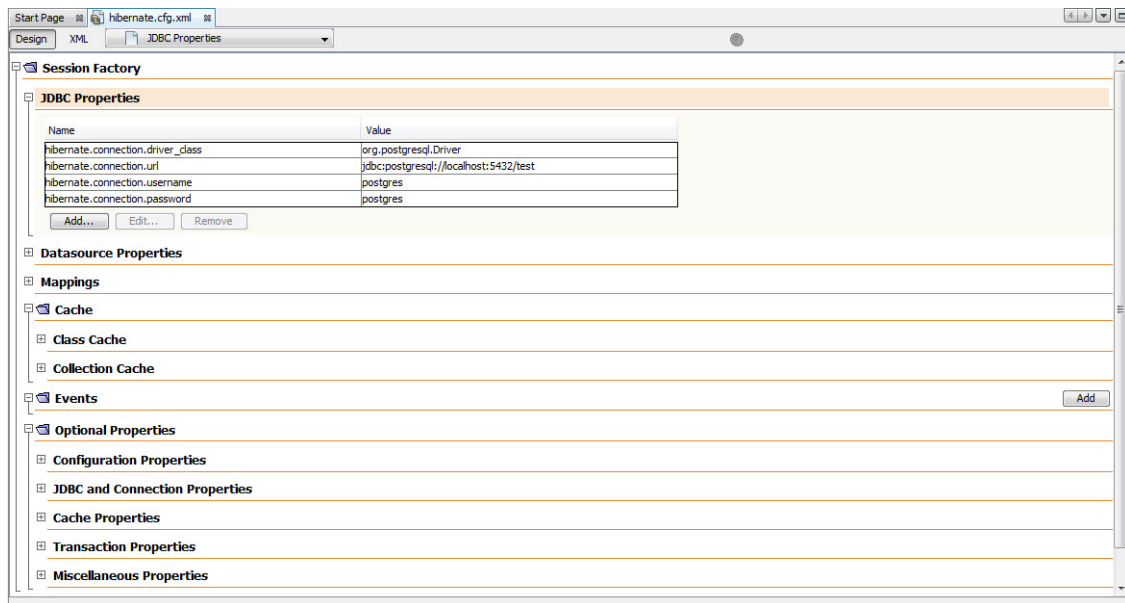 Start Page hibernate.cfg.xml
Design XML JDBC Properties
Session Factory
JDBC Properties
Name Value
hibernate.connection.driver_class org.postgresql.Driver
hibernate.connection.url jdbc:postgresql://localhost:5432/test
hibernate.connection.username postgres
hibernate.connection.password postgres
Add... Edit... Remove
Datasource Properties
Mappings
Cache
Class Cache
Collection Cache
Events Add
Optional Properties
Configuration Properties
JDBC and Connection Properties
Cache Properties
Transaction Properties
Miscellaneous Properties